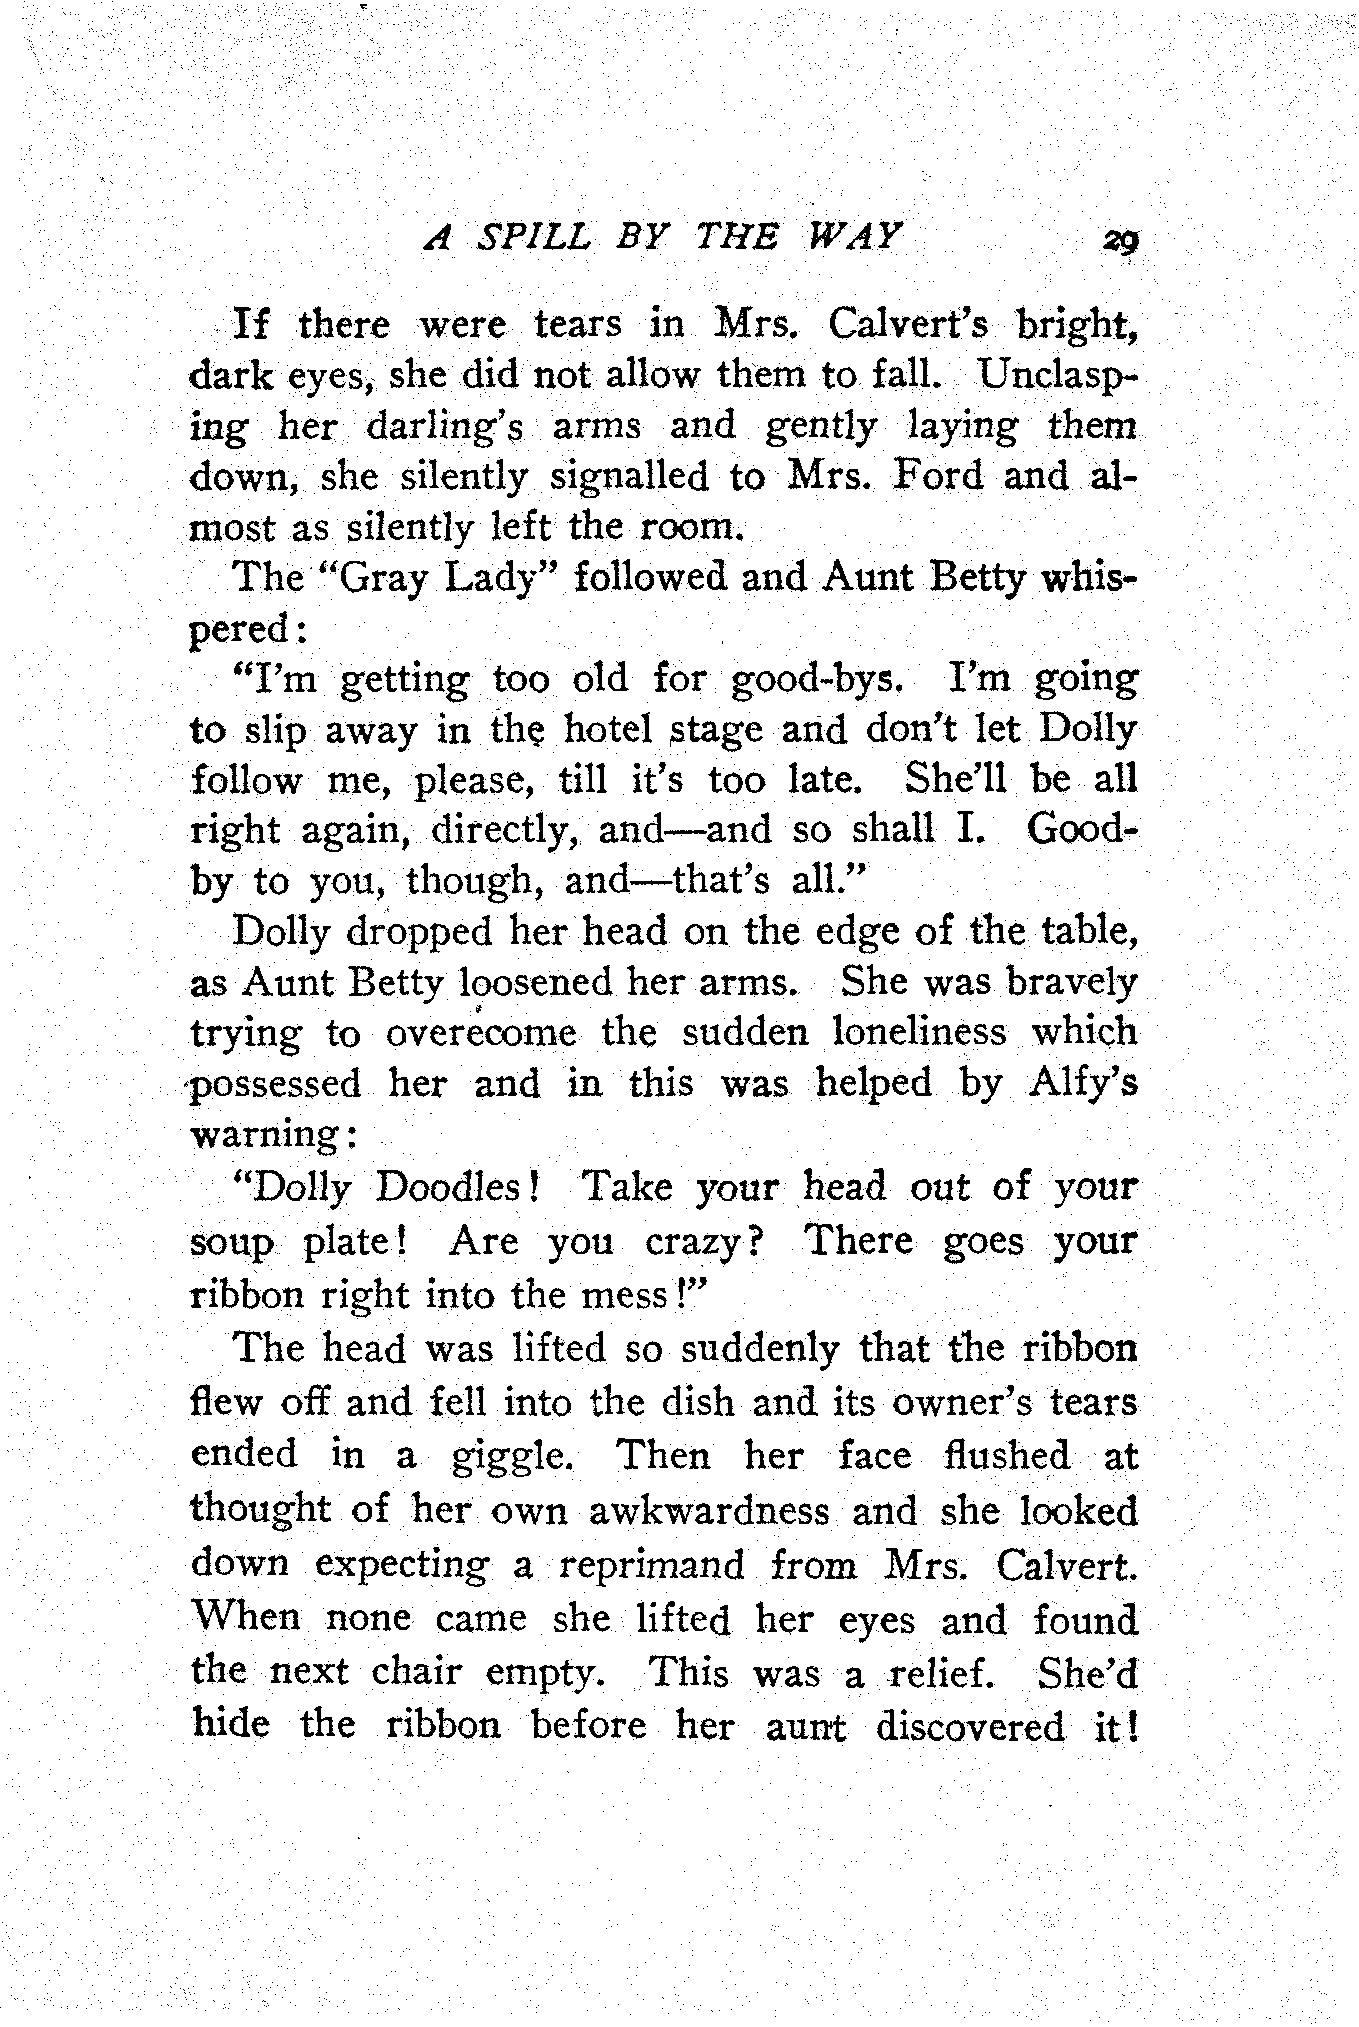 A SPILL BY THE WAY 29
If there were tears in Mrs. Calvert's bright,
dark eyes, she did not allow them to fall. Unclasp-
ing her darling's arms and gently laying them
down, she silently signalled to Mrs. Ford and al-
most as silently left the room.
The "Gray Lady" followed and Aunt Betty whis-
pered:
"I'm getting too old for good-bys. I'm going
to slip away in the hotel stage and don't let Dolly
follow me, please, till it's too late. She'll be all
right again, directly, and—and so shall I. Good-
by to you, though, and—that's all."
Dolly dropped her head on the edge of the table,
as Aunt Betty loosened her arms. She was bravely
trying to overecome the sudden loneliness which
possessed her and in this was helped by Alfy's
warning:
"Dolly Doodles! Take your head out of your
soup plate! Are you crazy? There goes your
ribbon right into the mess!"
The head was lifted so suddenly that the ribbon
flew off and fell into the dish and its owner's tears
ended in a giggle. Then her face flushed at
thought of her own awkwardness and she looked
down expecting a reprimand from Mrs. Calvert.
When none came she lifted her eyes and found
the next chair empty. This was a relief. She'd
hide the ribbon before her aunt discovered it!